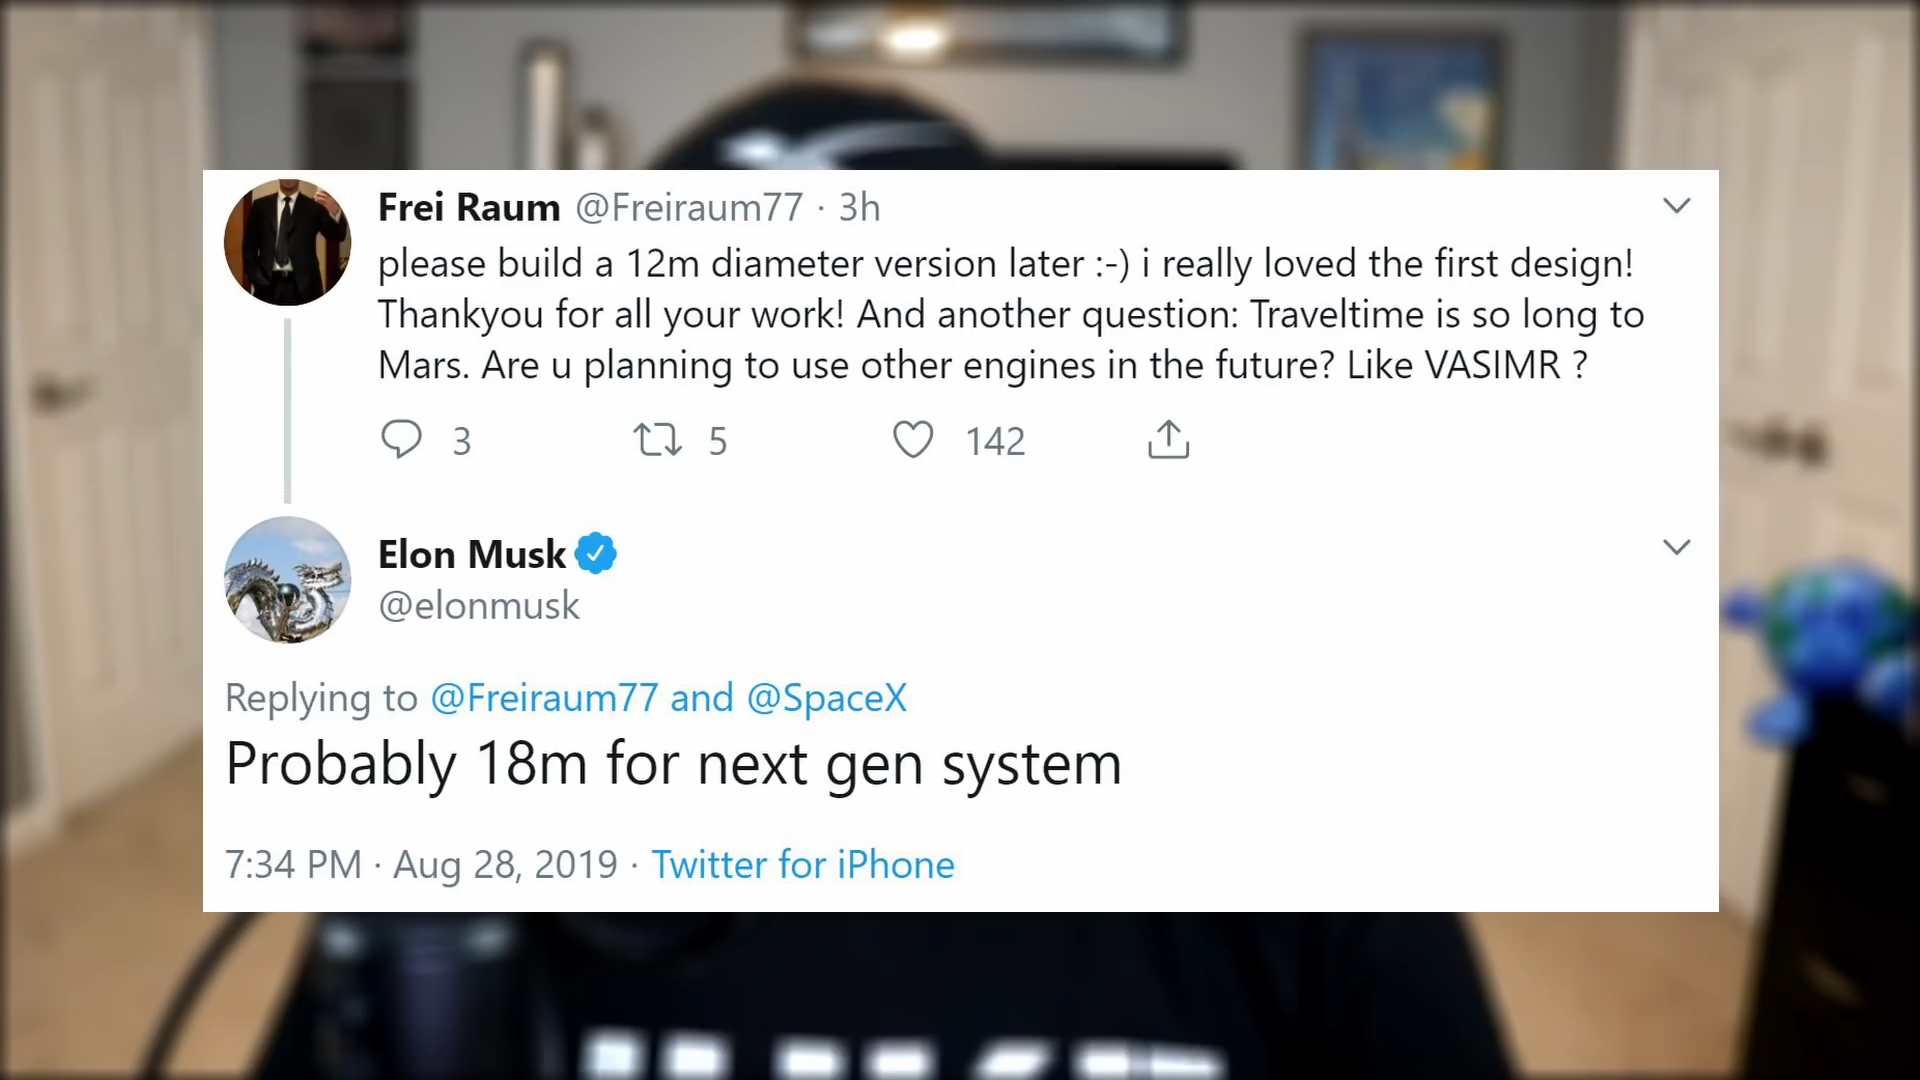 Frei Raum @Freiraum77 · 3h
please build a 12m diameter version later :-) i really loved the first design!
Thankyou for all your work! And another question: Traveltime is so long to
Mars. Are u planning to use other engines in the future? Like VASIMR ?
3 5 142
Elon Musk
@elonmusk
Replying to @Freiraum77 and @SpaceX
Probably 18m for next gen system
7:34 PM · Aug 28, 2019 · Twitter for iPhone